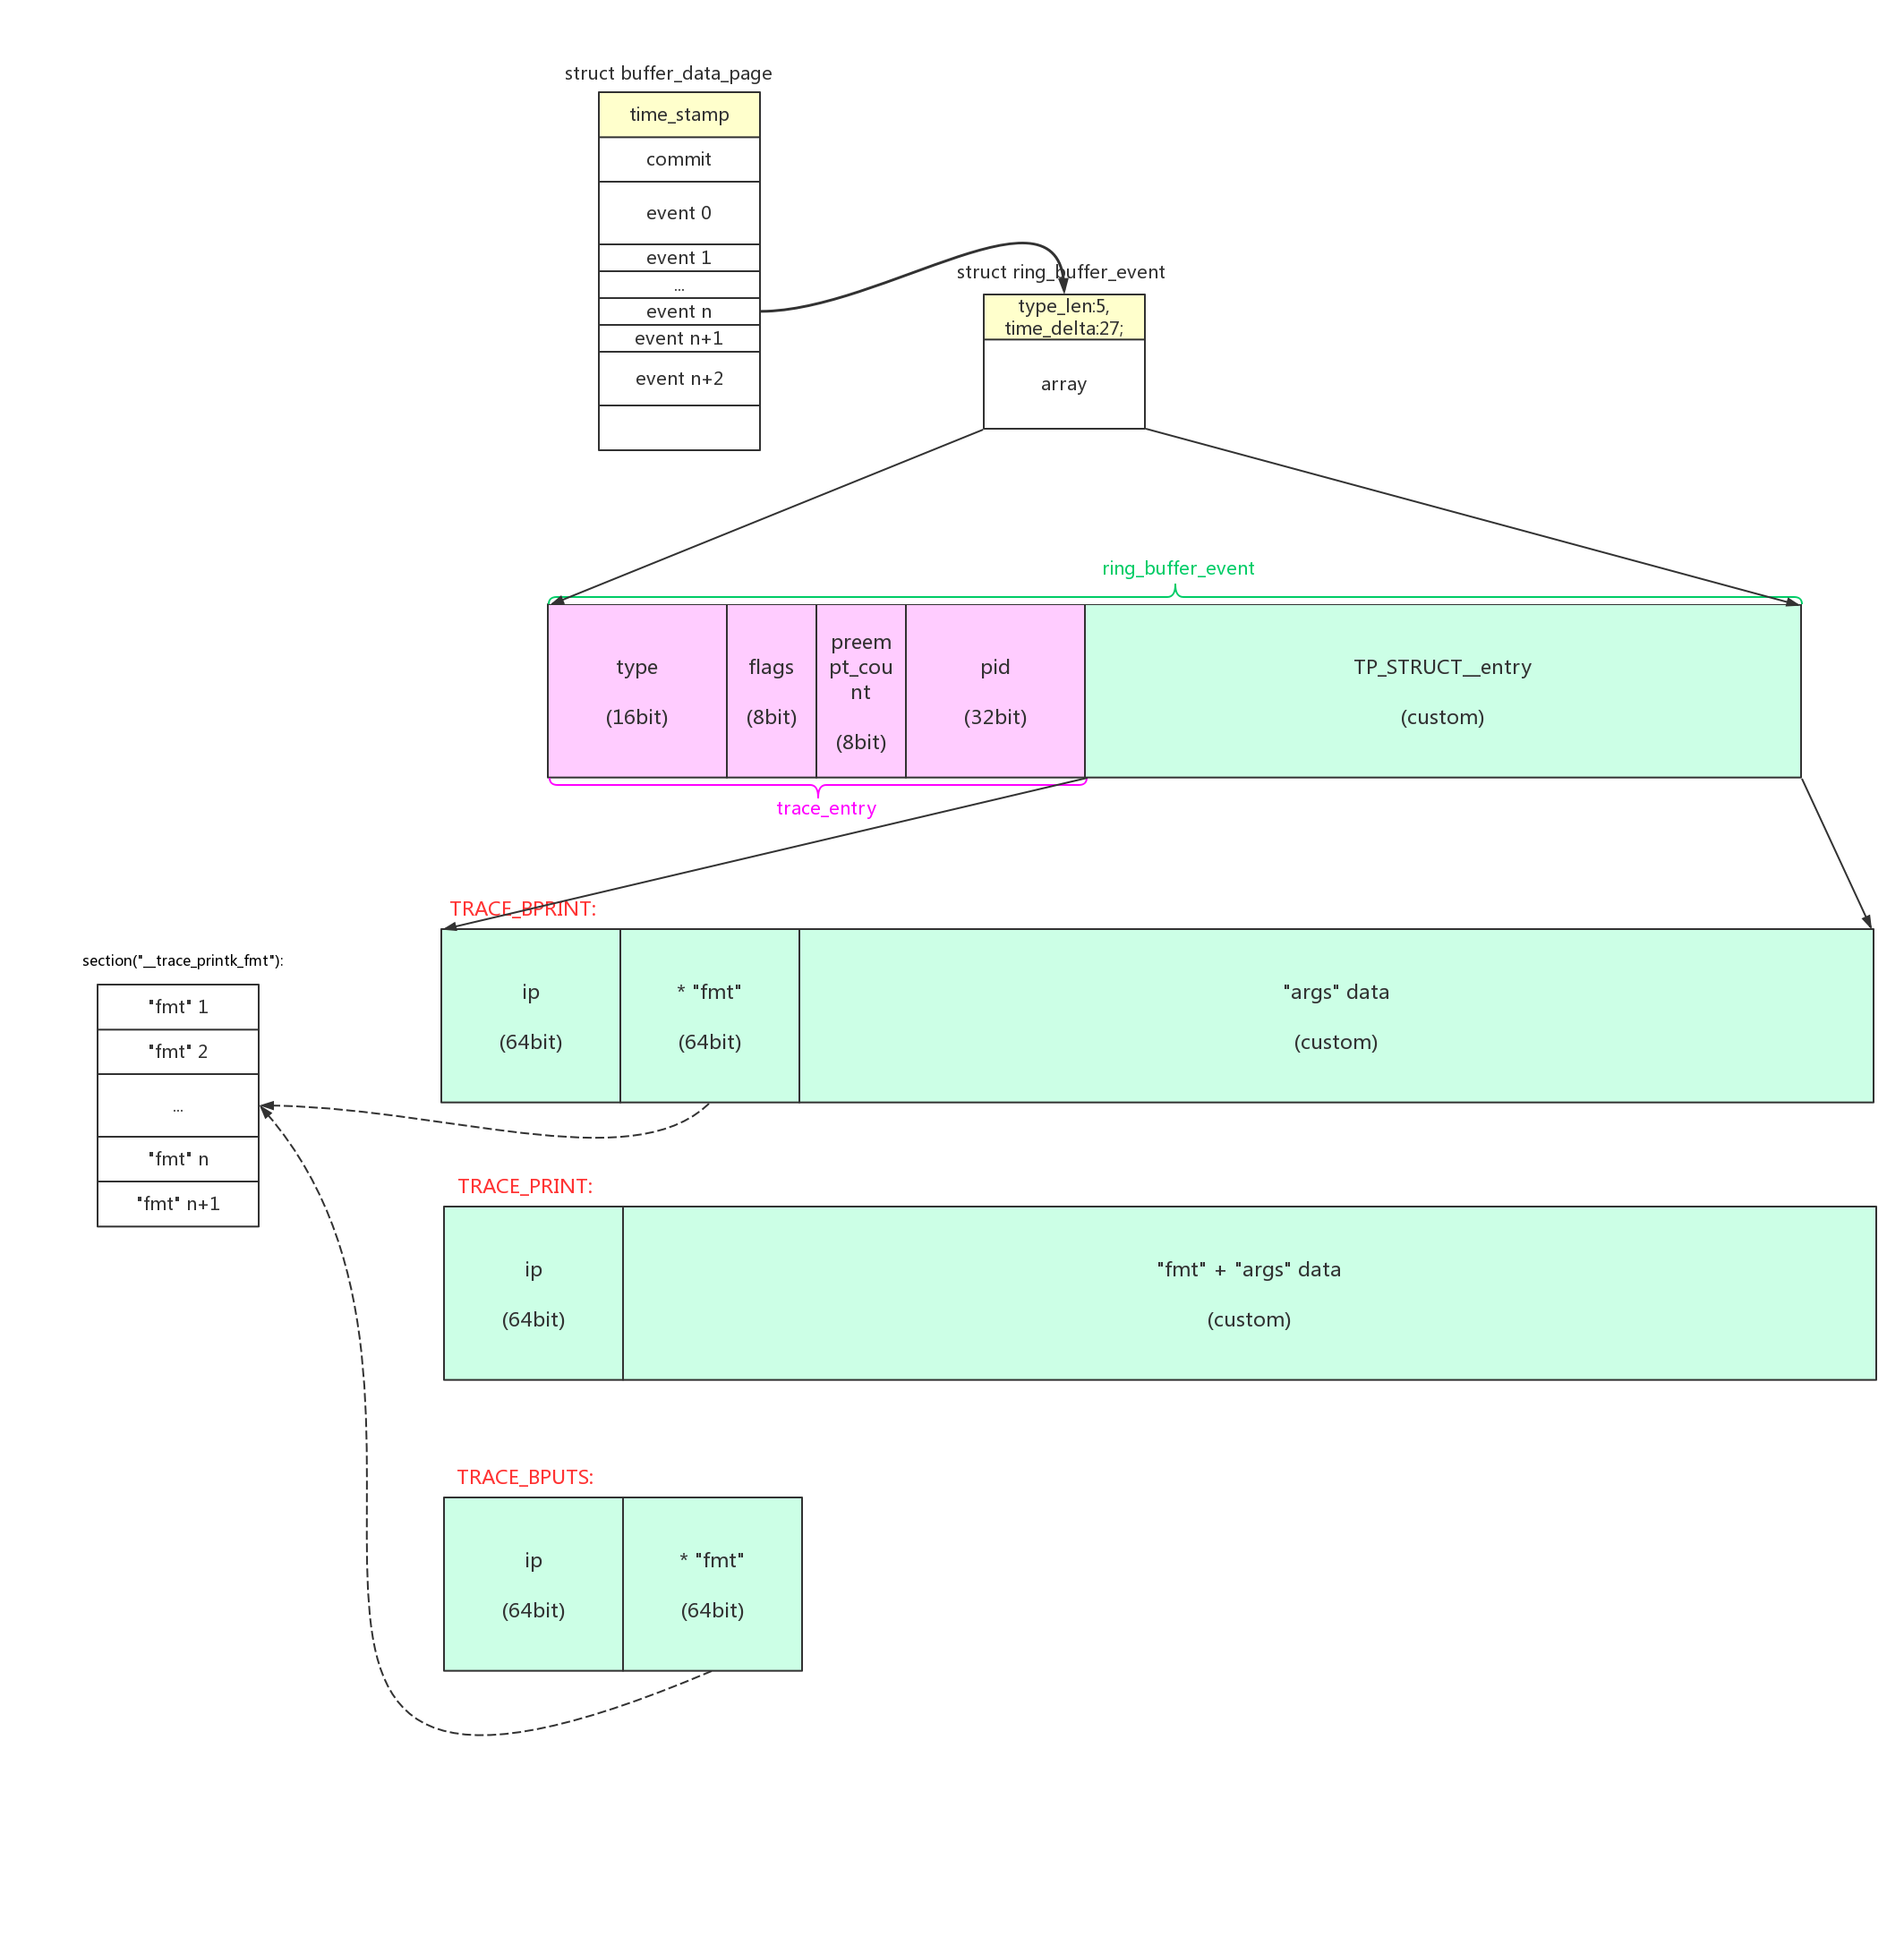 struct buffer_data_page
time_stamp
commit
event 0
event 1
...
event n
event n+1
event n+2
struct ring_buffer_event
type_len:5,
time_delta:27;
array
ring_buffer_event
type
(16bit)
flags
(8bit)
preem
pt_cou
nt
(8bit)
pid
(32bit)
TP_STRUCT__entry
(custom)
trace_entry
TRACE_BPRINT:
ip
(64bit)
* "fmt"
(64bit)
"args" data
(custom)
section("__trace_printk_fmt"):
"fmt" 1
"fmt" 2
...
"fmt" n
"fmt" n+1
TRACE_PRINT:
ip
(64bit)
"fmt" + "args" data
(custom)
TRACE_BPUTS:
ip
(64bit)
* "fmt"
(64bit)